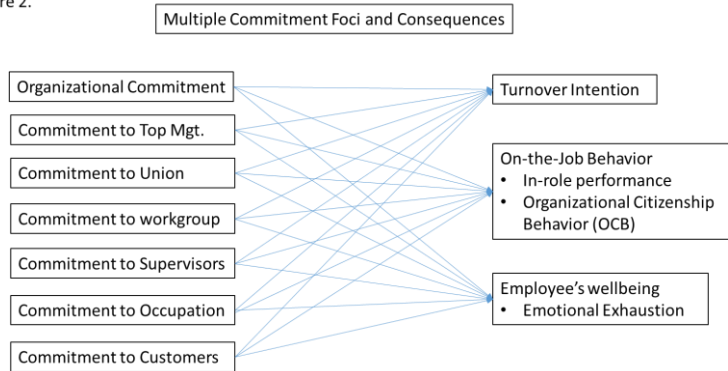 re 2.
Multiple Commitment Foci and Consequences
Organizational Commitment
Commitment to Top Mgt.
Commitment to Union
Commitment to workgroup
Commitment to Supervisors
Commitment to Occupation
Commitment to Customers
Turnover Intention
On-the-Job Behavior
• In-role performance
• Organizational Citizenship
Behavior (OCB)
Employee's wellbeing
• Emotional Exhaustion